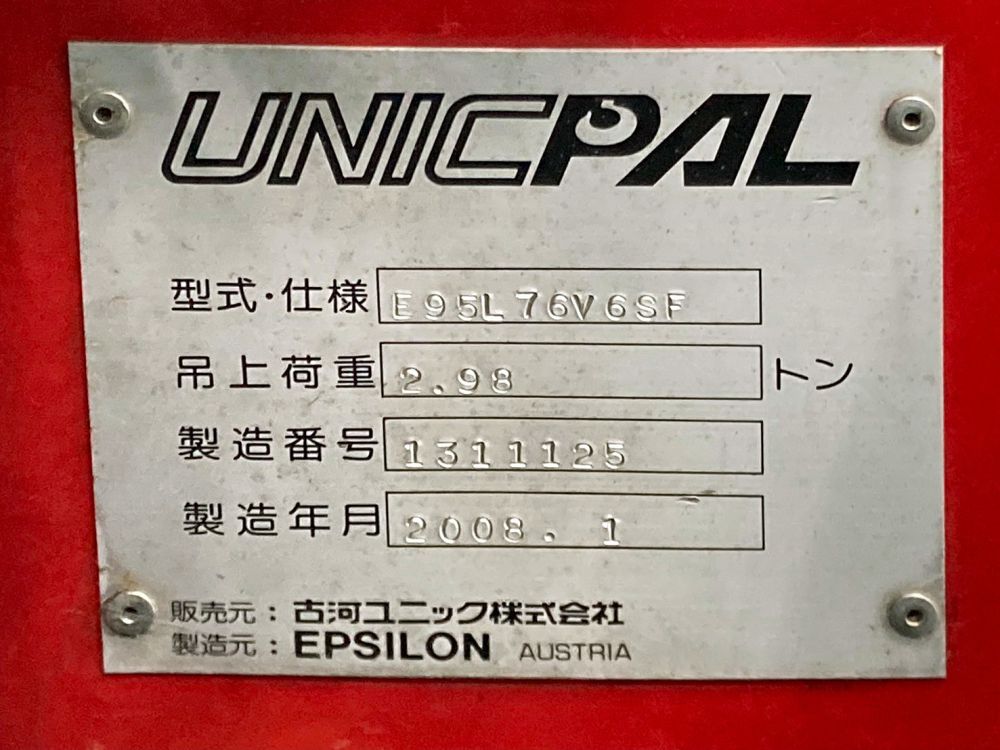 UNICPAL
型式・仕様 E95L76V6SF
吊上荷重 2.98 トン
製造番号 1311125
製造年月 2008. 1
販売元：古河ユニック株式会社
製造元：EPSILON AUSTRIA